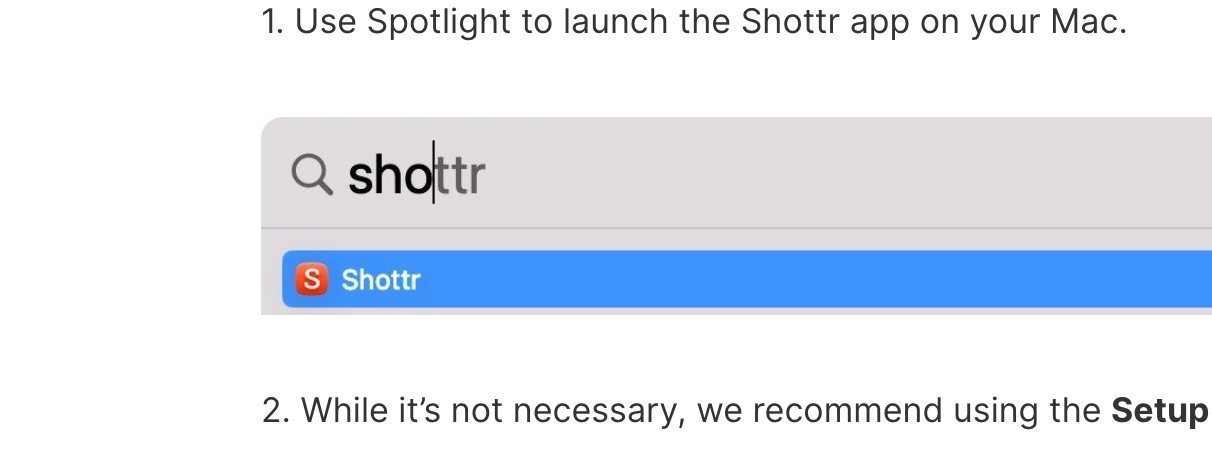 1. Use Spotlight to launch the Shottr app on your Mac.
shottr
S Shottr
2. While it’s not necessary, we recommend using the Setup